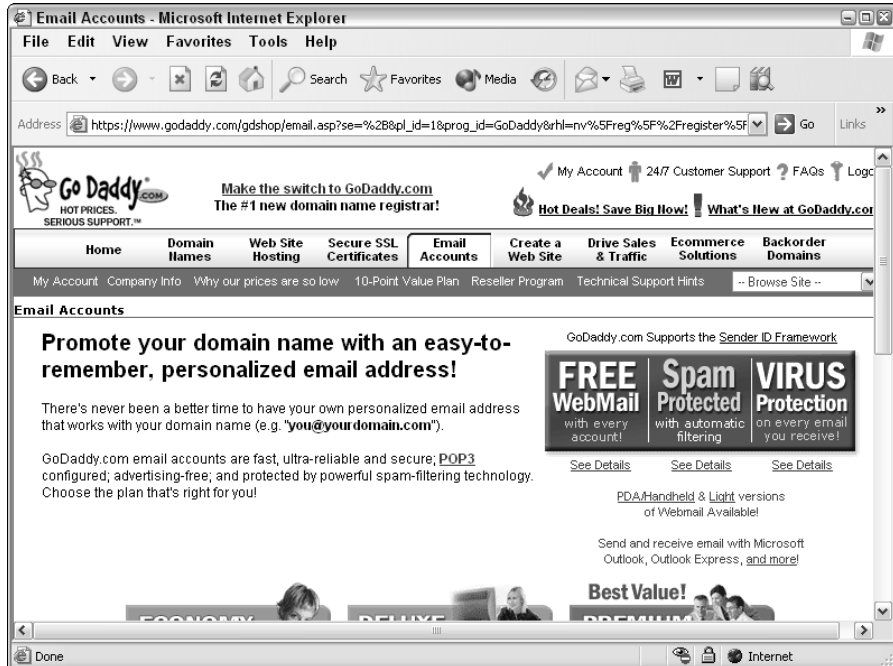 Email Accounts - Microsoft Internet Explorer
File Edit View Favorites Tools Help
Back Search Favorites Media
Address https://www.godaddy.com/gdshop/email.asp?se=%2B&pl_id=1&prog_id=GoDaddy&rhl=nv%5Freg%5F%2Fregister%5F Go Links »
My Account 24/7 Customer Support ? FAQs Logo
Go Daddy .COM
HOT PRICES.
SERIOUS SUPPORT.™
Make the switch to GoDaddy.com
The #1 new domain name registrar!
Hot Deals! Save Big Now! What's New at GoDaddy.cor
Home Domain Names Web Site Hosting Secure SSL Certificates Email Accounts Create a Web Site Drive Sales & Traffic Ecommerce Solutions Backorder Domains
My Account Company Info Why our prices are so low 10-Point Value Plan Reseller Program Technical Support Hints -- Browse Site --
Email Accounts
Promote your domain name with an easy-to-
remember, personalized email address!
There's never been a better time to have your own personalized email address
that works with your domain name (e.g. "you@yourdomain.com").
GoDaddy.com email accounts are fast, ultra-reliable and secure; POP3
configured; advertising-free; and protected by powerful spam-filtering technology.
Choose the plan that's right for you!
GoDaddy.com Supports the Sender ID Framework
FREE WebMail
with every account!
Spam Protected
with automatic filtering
VIRUS Protection
on every email you receive!
See Details See Details See Details
PDA/Handheld & Light versions
of Webmail Available!
Send and receive email with Microsoft
Outlook, Outlook Express, and more!
Best Value!
ECONOMY DELUXE PREMIUM
Done Internet